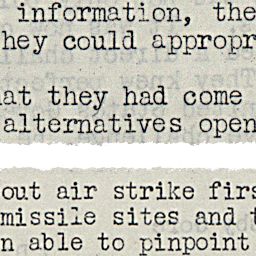 information, the
hey could appropr
at they had come
alternatives open
out air strike firs
missile sites and t
n able to pinpoint